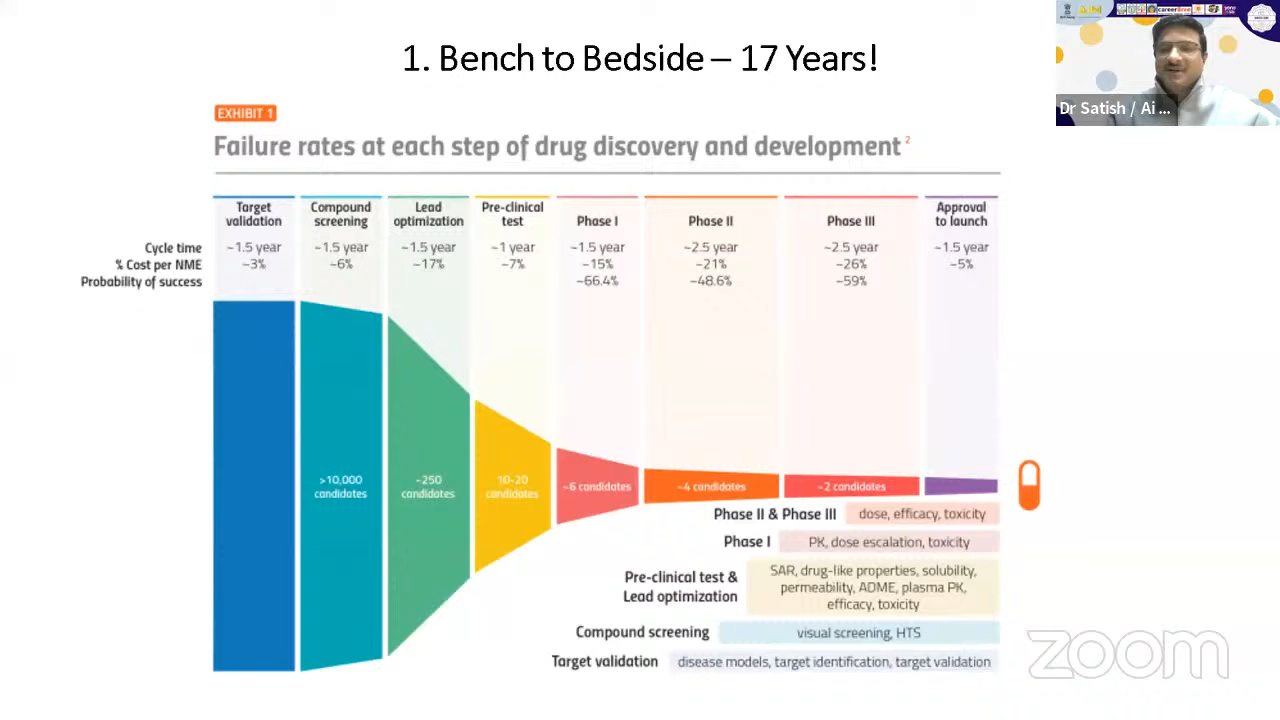 1. Bench to Bedside – 17 Years!
Dr Satish / Ai ...
EXHIBIT 1
Failure rates at each step of drug discovery and development 2
Target validation
Compound screening
Lead optimization
Pre-clinical test
Phase I
Phase II
Phase III
Approval to launch
Cycle time ~1.5 year ~1.5 year ~1.5 year ~1 year ~1.5 year ~2.5 year ~2.5 year ~1.5 year
% Cost per NME ~3% ~6% ~17% ~7% ~15% ~21% ~26% ~5%
Probability of success ~66.4% ~48.6% ~59%
>10,000 candidates
~250 candidates
10-20 candidates
~6 candidates
~4 candidates
~2 candidates
Phase II & Phase III dose, efficacy, toxicity
Phase I PK, dose escalation, toxicity
Pre-clinical test &
Lead optimization
SAR, drug-like properties, solubility,
permeability, ADME, plasma PK,
efficacy, toxicity
Compound screening visual screening, HTS
Target validation disease models, target identification, target validation
zoom